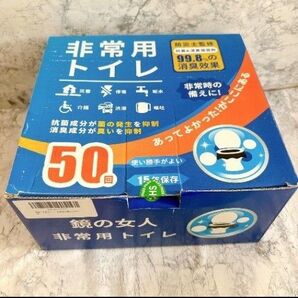 非常用
トイレ
防災士監修
99.8%の
消臭効果
非常時の
備えに!
災害
停電
断水
介護
渋滞
嘔吐
抗菌成分が菌の発生を抑制
消臭成分が臭いを抑制
あってよかったはここにある
50回
使い勝手がよい
15年保存
鏡の女人
非常用トイレ